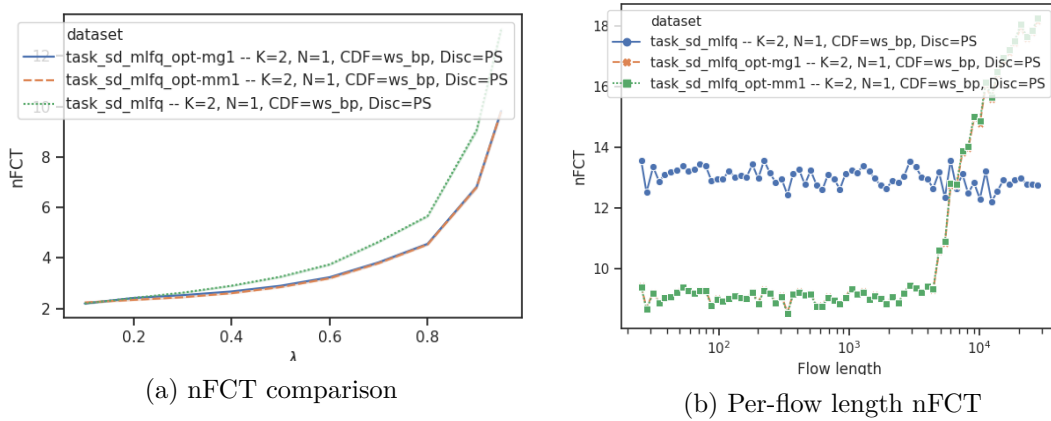 dataset
task_sd_mlfq_opt-mg1 -- K=2, N=1, CDF=ws_bp, Disc=PS
task_sd_mlfq_opt-mm1 -- K=2, N=1, CDF=ws_bp, Disc=PS
task_sd_mlfq -- K=2, N=1, CDF=ws_bp, Disc=PS
nFCT
12
10
8
6
4
2
0.2 0.4 0.6 0.8
λ
(a) nFCT comparison
dataset
task_sd_mlfq -- K=2, N=1, CDF=ws_bp, Disc=PS
task_sd_mlfq_opt-mg1 -- K=2, N=1, CDF=ws_bp, Disc=PS
task_sd_mlfq_opt-mm1 -- K=2, N=1, CDF=ws_bp, Disc=PS
nFCT
18
16
14
12
10
10² 10³ 10⁴
Flow length
(b) Per-flow length nFCT